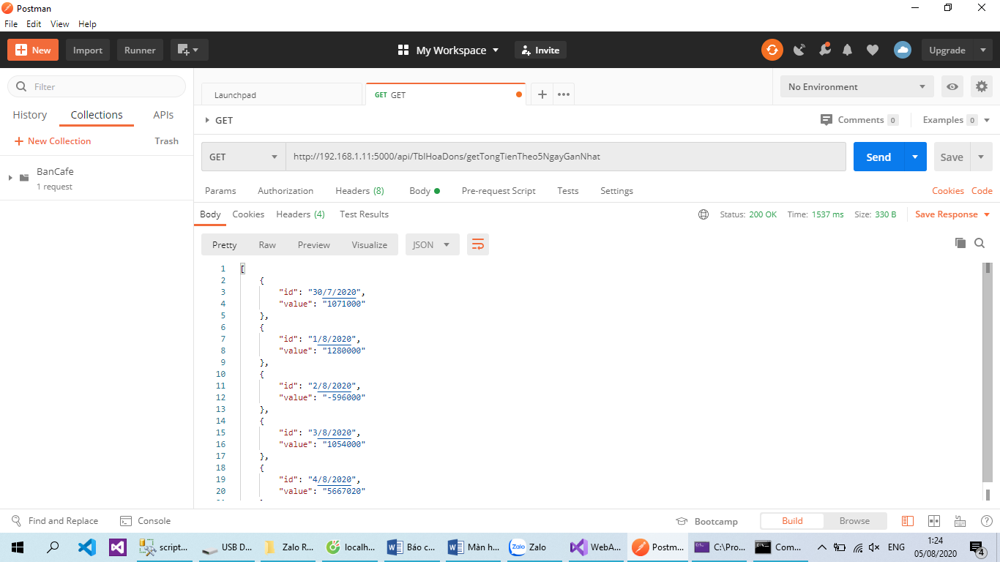 Postman
File Edit View Help
New Import Runner My Workspace Invite Upgrade
Filter
History Collections APIs
New Collection Trash
BanCafe
1 request
Launchpad GET GET No Environment
GET Comments 0 Examples 0
GET http://192.168.1.11:5000/api/TblHoaDons/getTongTienTheo5NgayGanNhat Send Save
Params Authorization Headers (8) Body Pre-request Script Tests Settings Cookies Code
Body Cookies Headers (4) Test Results Status: 200 OK Time: 1537 ms Size: 330 B Save Response
Pretty Raw Preview Visualize JSON
1 [
2 {
3 "id": "30/7/2020",
4 "value": "1071000"
5 },
6 {
7 "id": "1/8/2020",
8 "value": "1280000"
9 },
10 {
11 "id": "2/8/2020",
12 "value": "-596000"
13 },
14 {
15 "id": "3/8/2020",
16 "value": "1054000"
17 },
18 {
19 "id": "4/8/2020",
20 "value": "5667020"
Find and Replace Console Bootcamp Build Browse
script... USB D... Zalo R... localh... Báo c... Màn h... Zalo WebA... Postm... C:\Pro... Com... ENG 1:24
05/08/2020 4